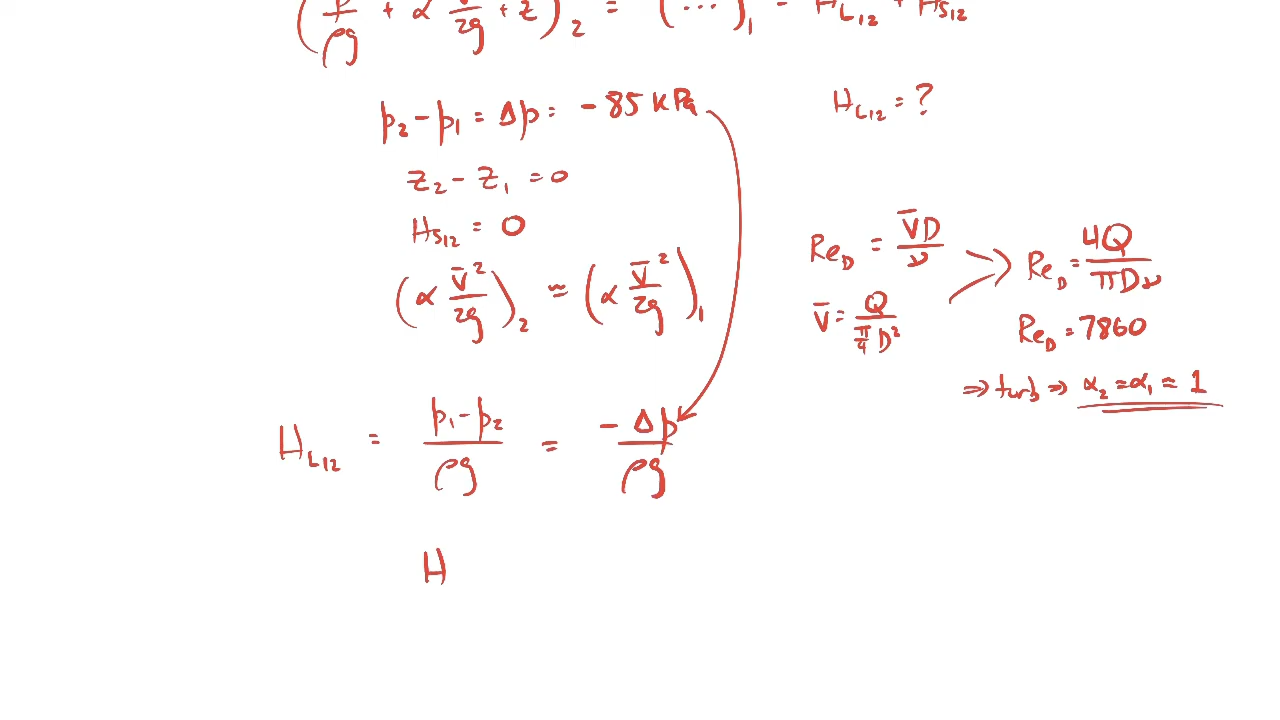 (p/ρg + α V̄²/2g + z)₂ = (...)₁ - H_L12 + H_S12
p₂ - p₁ = Δp = - 85 kPa
H_L12 = ?
z₂ - z₁ = 0
H_S12 = 0
(α V̄²/2g)₂ ≈ (α V̄²/2g)₁
Re_D = V̄D/ν
V̄ = Q/(π/4 D²)
Re_D = 4Q/πDν
Re_D = 7860
⇒ turb ⇒ α₂ = α₁ ≈ 1
H_L12 = (p₁ - p₂)/ρg = - Δp/ρg
H